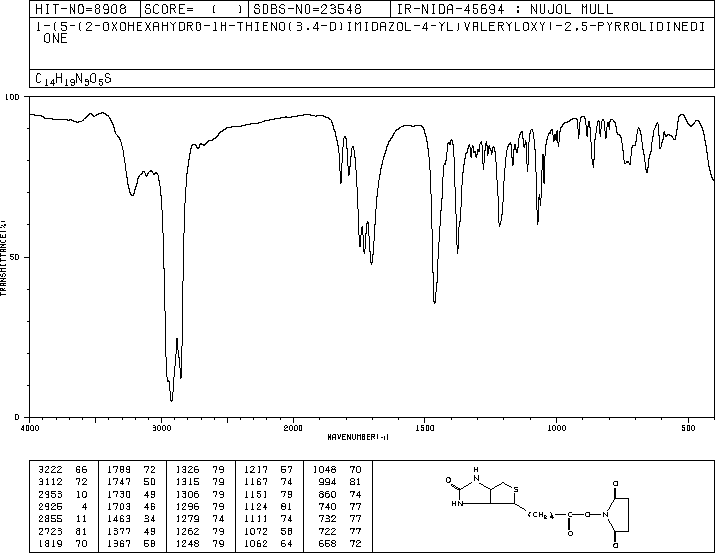 HIT-NO=8908 SCORE= ( ) SDBS-NO=23548 IR-NIDA-45694 : NUJOL MULL
1-(5-(2-OXOHEXAHYDRO-1H-THIENO(3,4-D)IMIDAZOL-4-YL)VALERYLOXY)-2,5-PYRROLIDINEDI
ONE
C14H19N3O5S
100
50
0
TRANSMITTANCE(%)
4000 3000 2000 1500 1000 500
WAVENUMBER(-1)
3222 66 1789 72 1326 79 1217 57 1048 70
3112 72 1747 50 1315 79 1167 74 994 81
2953 10 1730 49 1306 79 1151 79 860 74
2925 4 1703 46 1296 79 1124 81 740 77
2855 11 1463 34 1279 74 1111 74 732 77
2723 81 1377 49 1262 79 1072 58 722 77
1819 70 1367 68 1248 79 1062 64 658 72
H
N
O
HN
S
(CH2)4
C
O
O
N
O
O